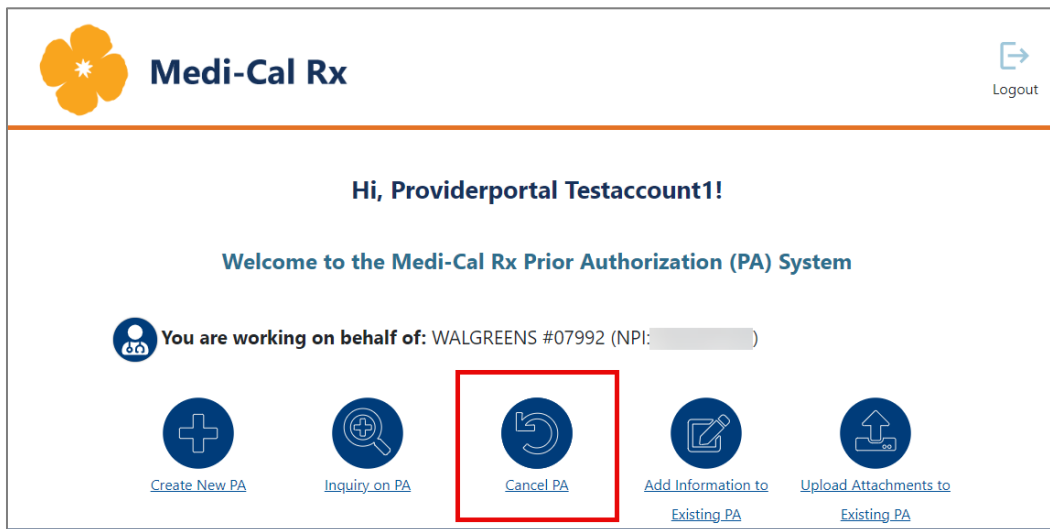 Medi-Cal Rx
Logout
Hi, Providerportal Testaccount1!
Welcome to the Medi-Cal Rx Prior Authorization (PA) System
You are working on behalf of: WALGREENS #07992 (NPI: )
Create New PA
Inquiry on PA
Cancel PA
Add Information to
Existing PA
Upload Attachments to
Existing PA